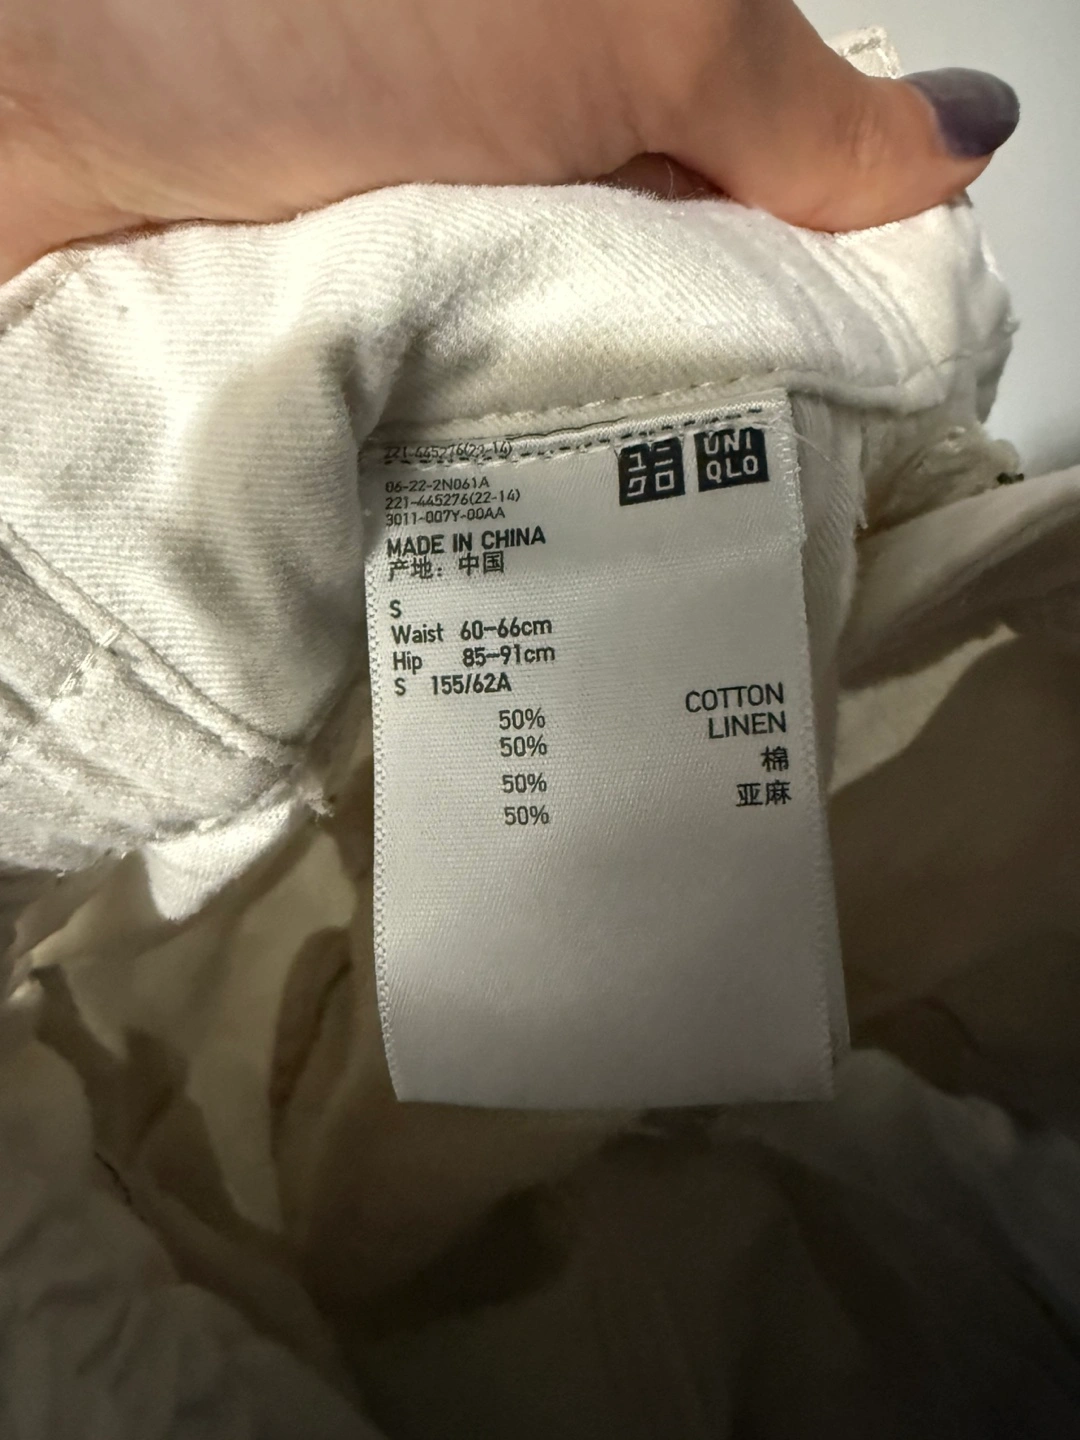 221-445276(22-14)
ユニ
クロ
UNI
QLO
06-22-2N061A
221-445276(22-14)
3011-007Y-00AA
MADE IN CHINA
产地：中国
S
Waist 60-66cm
Hip 85-91cm
S 155/62A
50% COTTON
50% LINEN
50% 棉
50% 亚麻